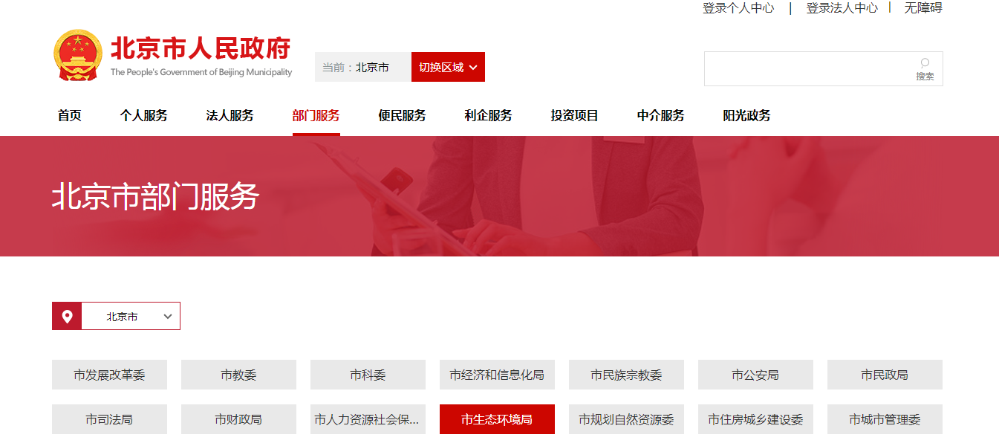 登录个人中心 | 登录法人中心 | 无障碍
北京市人民政府
The People's Government of Beijing Municipality
当前：北京市 切换区域
搜索
首页 个人服务 法人服务 部门服务 便民服务 利企服务 投资项目 中介服务 阳光政务
北京市部门服务
北京市
市发展改革委 市教委 市科委 市经济和信息化局 市民族宗教委 市公安局 市民政局
市司法局 市财政局 市人力资源社会保... 市生态环境局 市规划自然资源委 市住房城乡建设委 市城市管理委